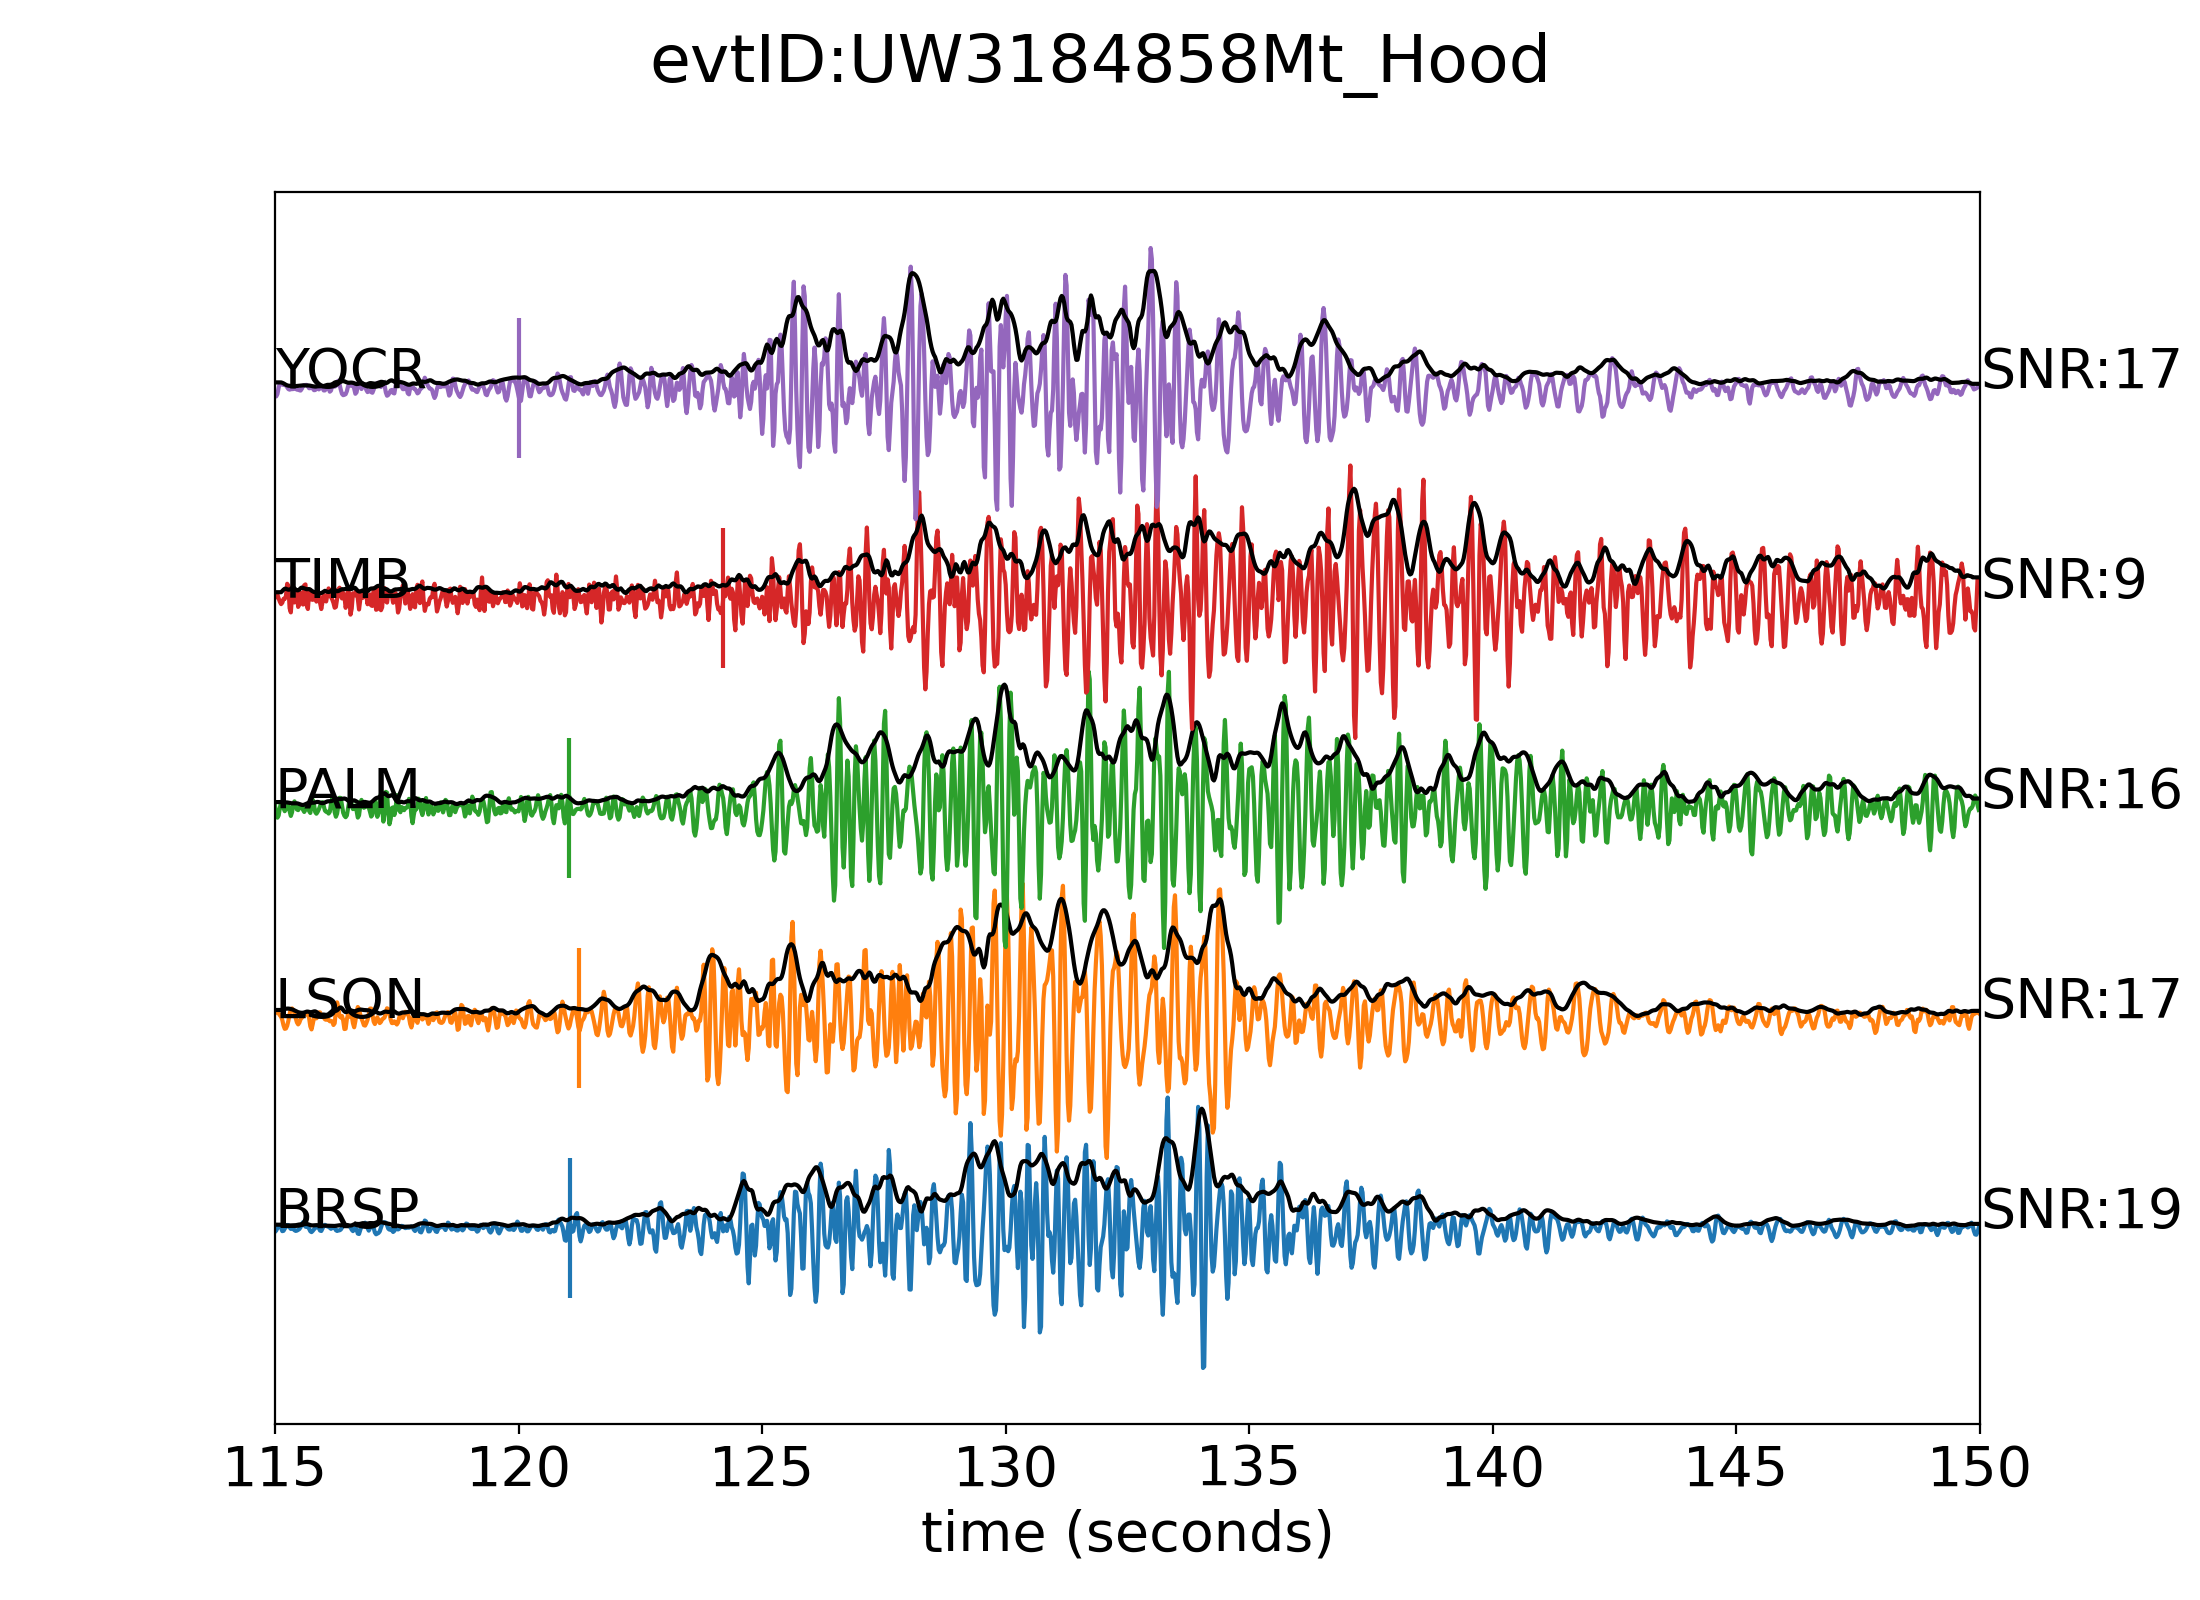 evtID:UW3184858Mt_Hood
YOCR SNR:17
TIMB SNR:9
PALM SNR:16
LSON SNR:17
BRSP SNR:19
115 120 125 130 135 140 145 150
time (seconds)